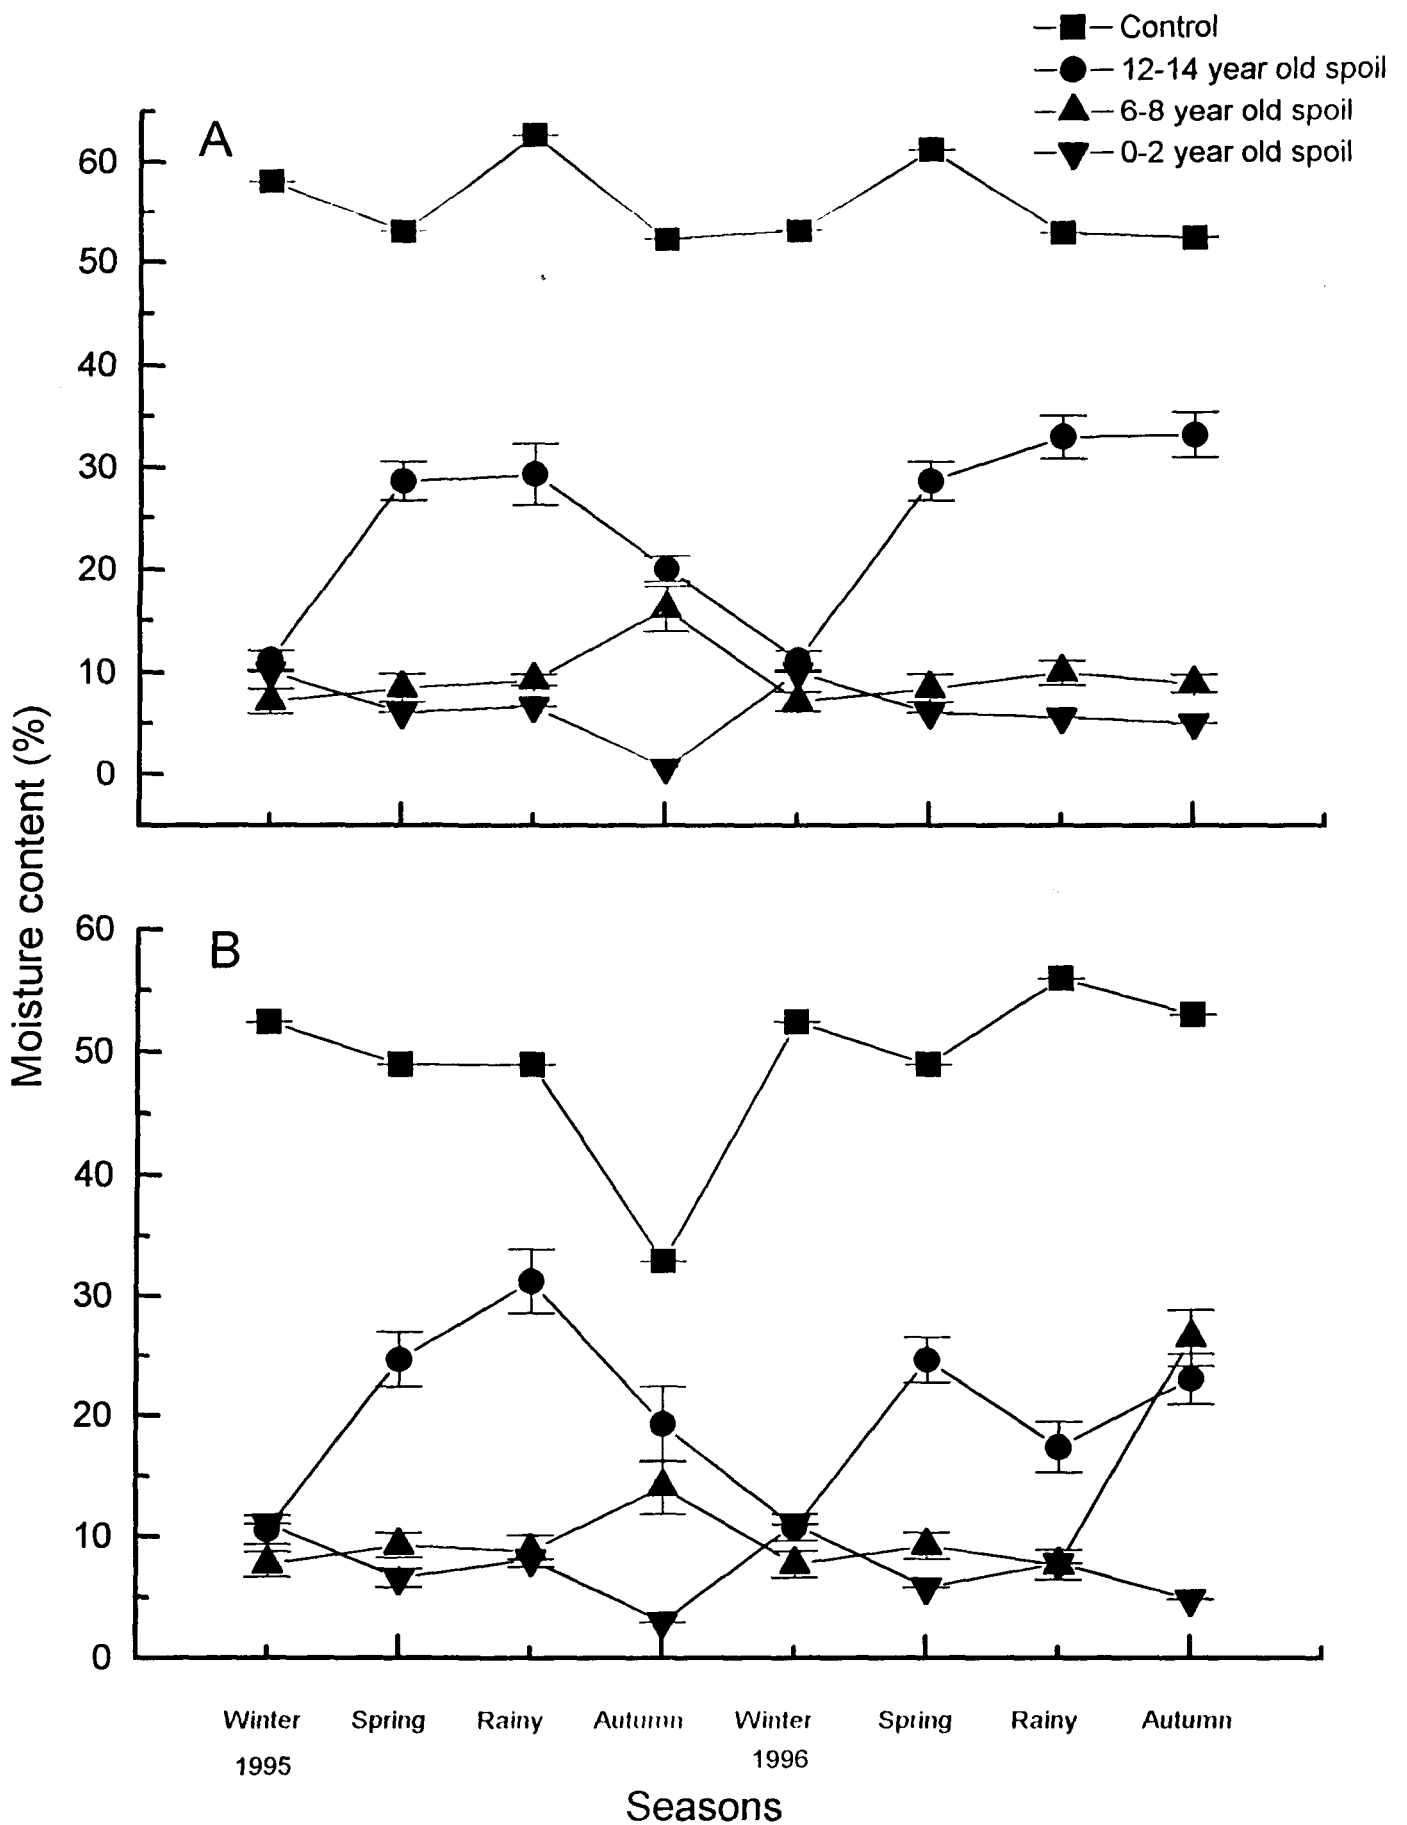 Control
12-14 year old spoil
6-8 year old spoil
0-2 year old spoil
A
60
50
40
30
20
10
0
Moisture content (%)
B
60
50
40
30
20
10
0
Winter Spring Rainy Autumn Winter Spring Rainy Autumn
1995 1996
Seasons